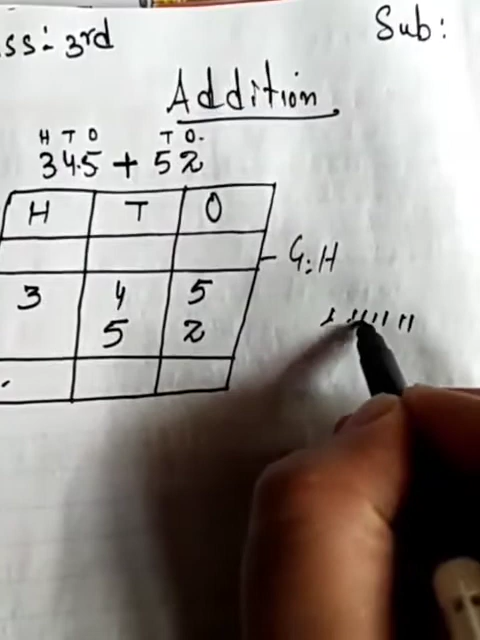 ss:- 3rd Sub:
Addition
H T O T O.
345 + 52
H T O
G.H
3 4 5
5 2